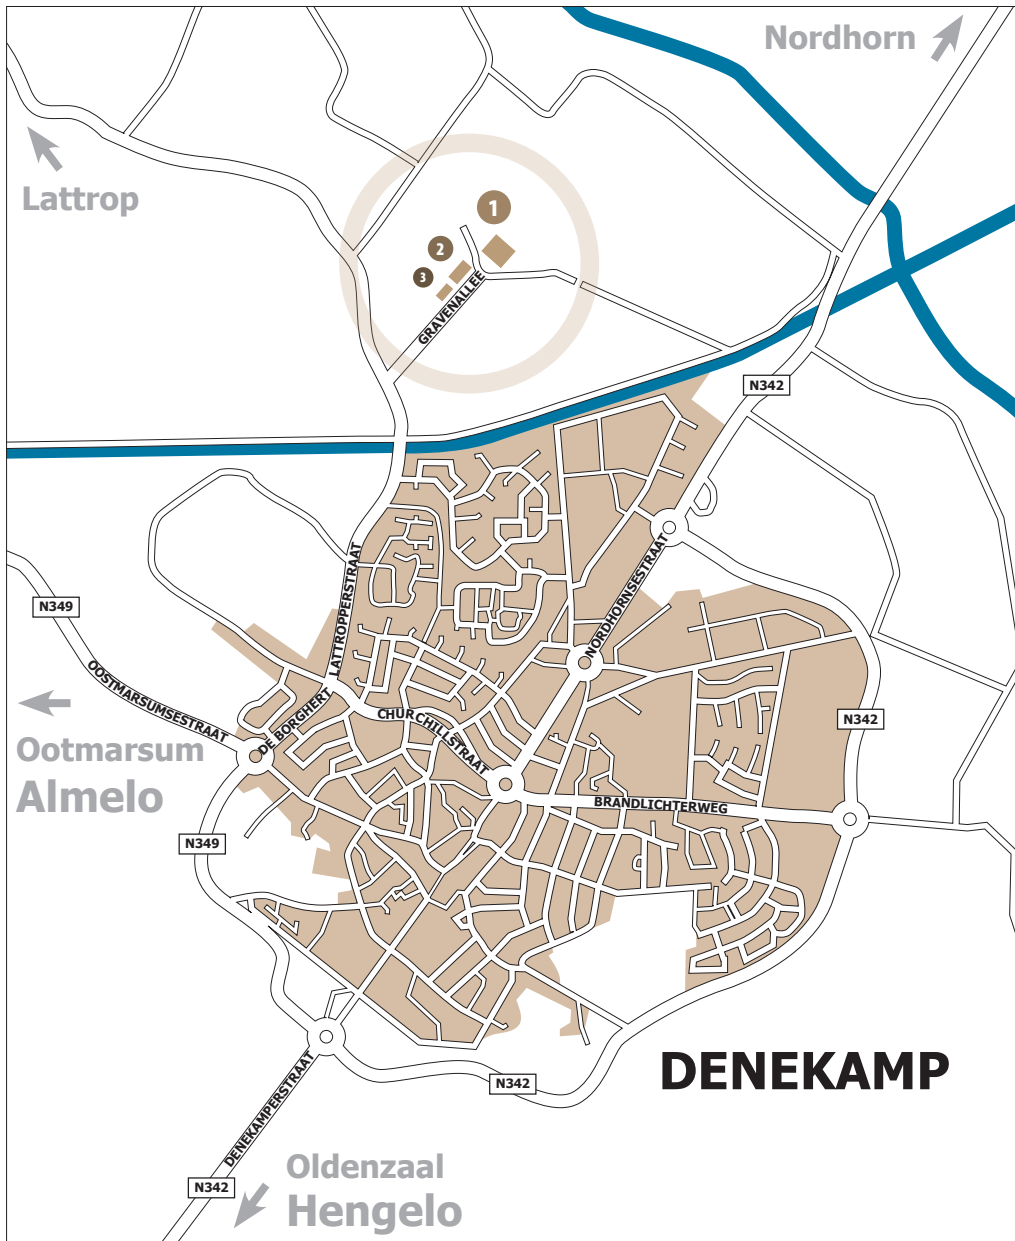 Nordhorn
Lattrop
1
2
3
GRAVENALLEE
N342
N349
LATTROPPERSTRAAT
NORDHORNSESTRAAT
OOSTMARSUMSESTRAAT
DE BORGHERT
CHURCHILLSTRAAT
N342
Ootmarsum
Almelo
BRANDLICHTERWEG
N349
DENEKAMP
N342
DENEKAMPERSTRAAT
Oldenzaal
Hengelo
N342